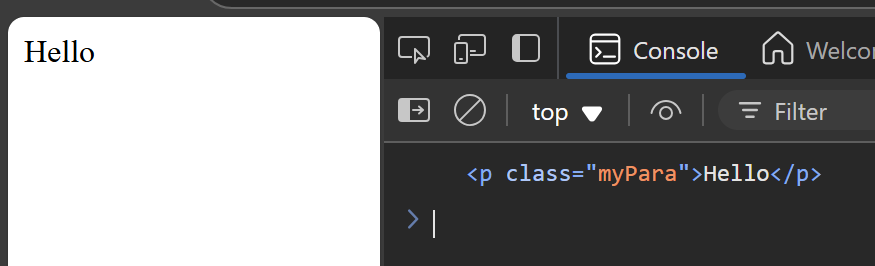 Hello
Console
Welco
top
Filter
<p class="myPara">Hello</p>